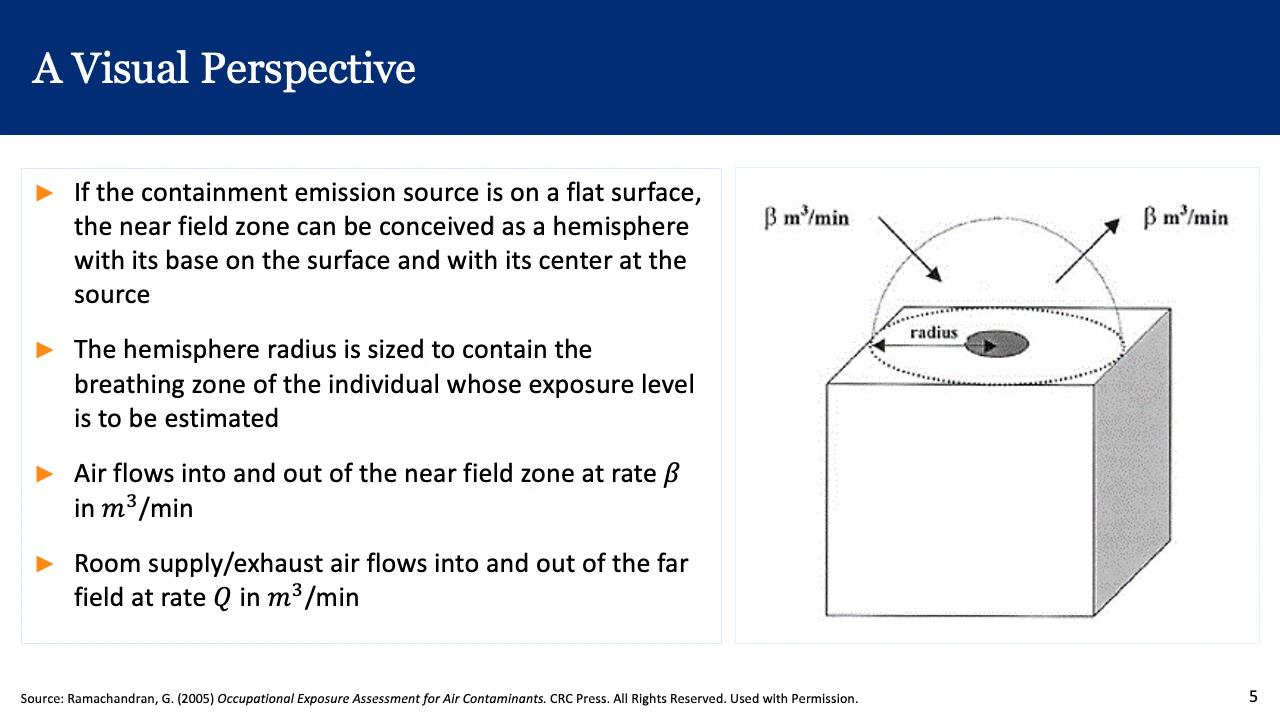 A Visual Perspective
► If the containment emission source is on a flat surface,
the near field zone can be conceived as a hemisphere
with its base on the surface and with its center at the
source
► The hemisphere radius is sized to contain the
breathing zone of the individual whose exposure level
is to be estimated
► Air flows into and out of the near field zone at rate β
in m³/min
► Room supply/exhaust air flows into and out of the far
field at rate Q in m³/min
β m³/min
β m³/min
radius
Source: Ramachandran, G. (2005) Occupational Exposure Assessment for Air Contaminants. CRC Press. All Rights Reserved. Used with Permission.
5